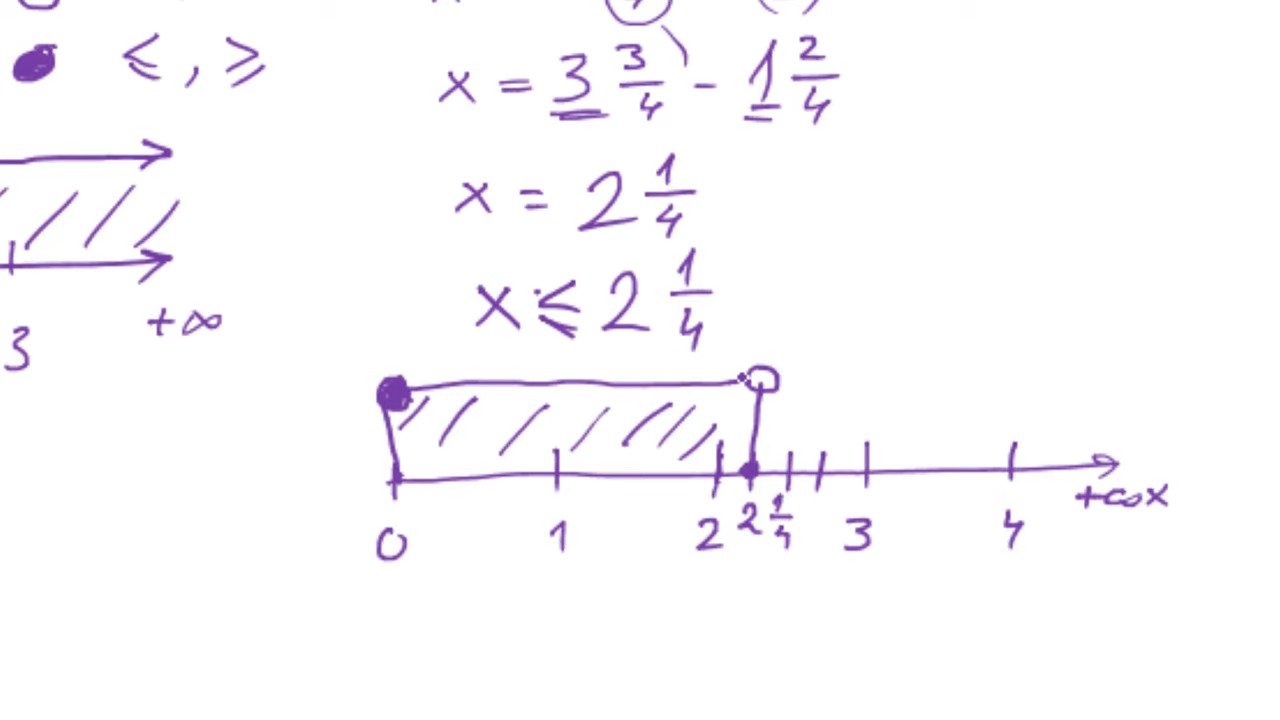 ≤ , ≥
x = 3 3/4 - 1 2/4
x = 2 1/4
x ≤ 2 1/4
3 +∞
0 1 2 2 1/4 3 4 +∞ x